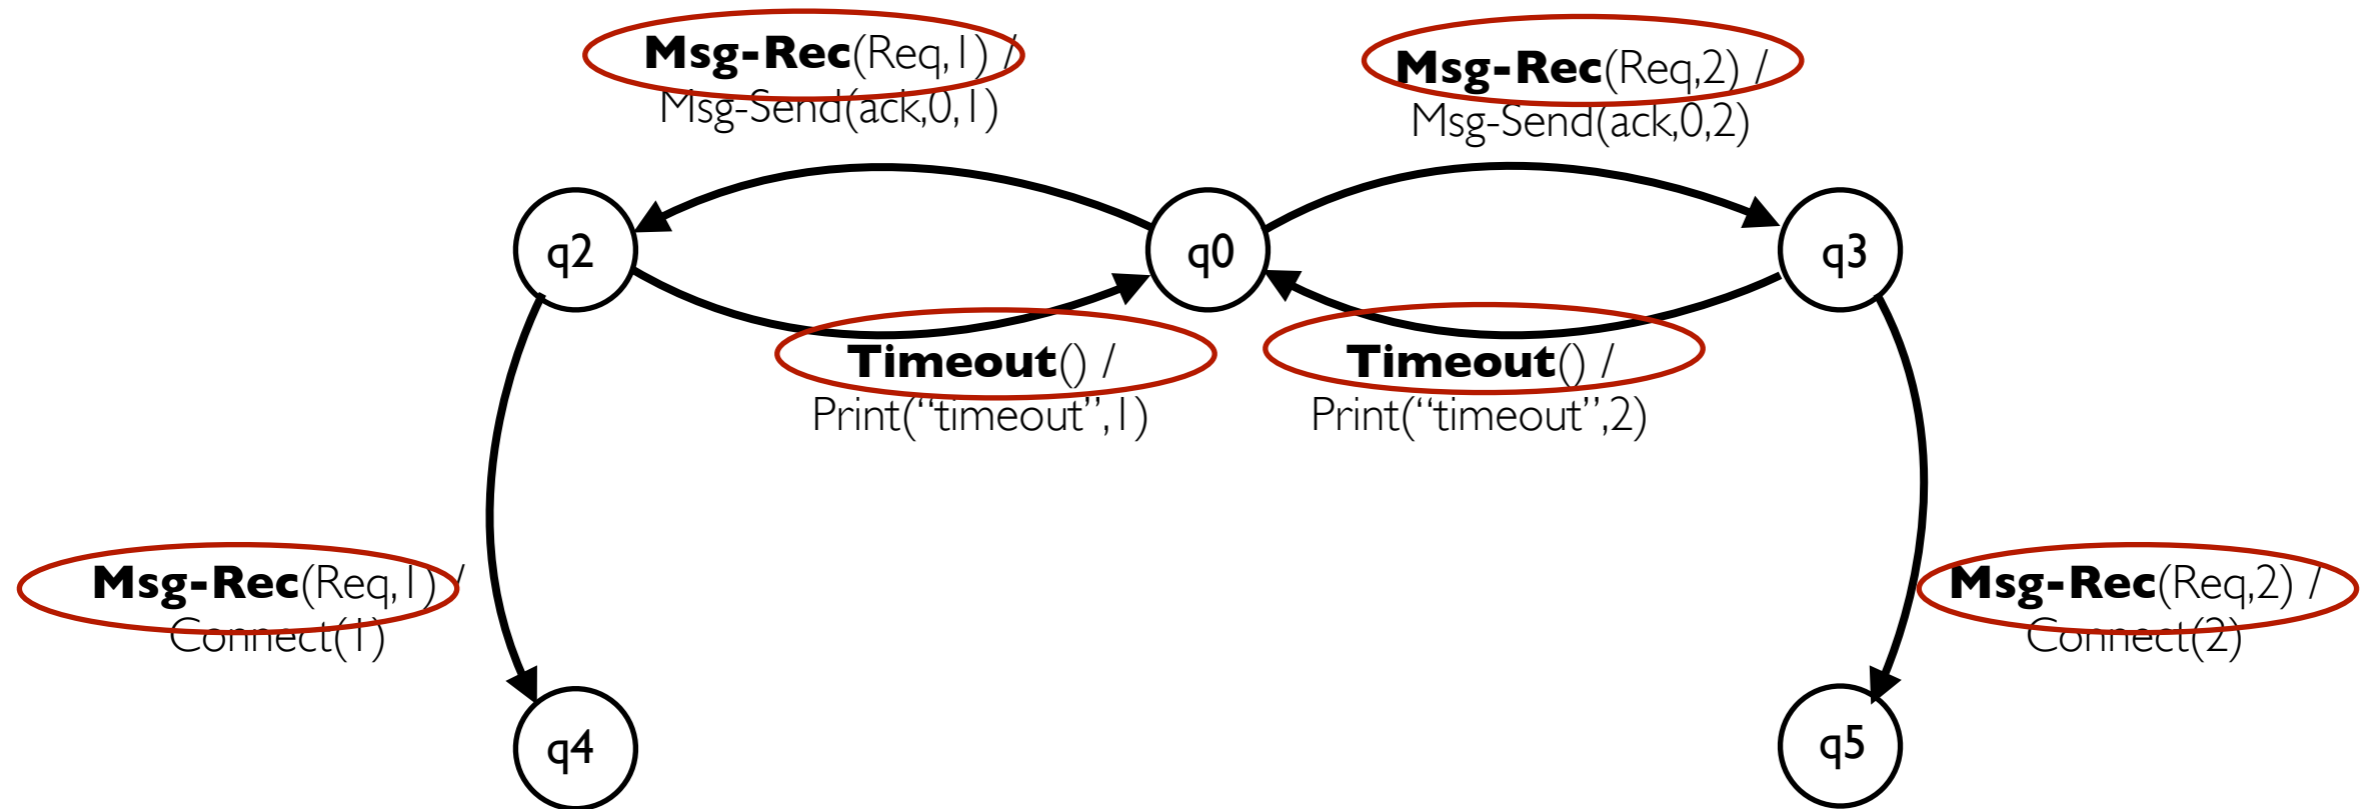 Msg-Rec(Req,1) /
Msg-Send(ack,0,1)
Msg-Rec(Req,2) /
Msg-Send(ack,0,2)
q2
q0
q3
Timeout() /
Print(“timeout”,1)
Timeout() /
Print(“timeout”,2)
Msg-Rec(Req,1) /
Connect(1)
Msg-Rec(Req,2) /
Connect(2)
q4
q5